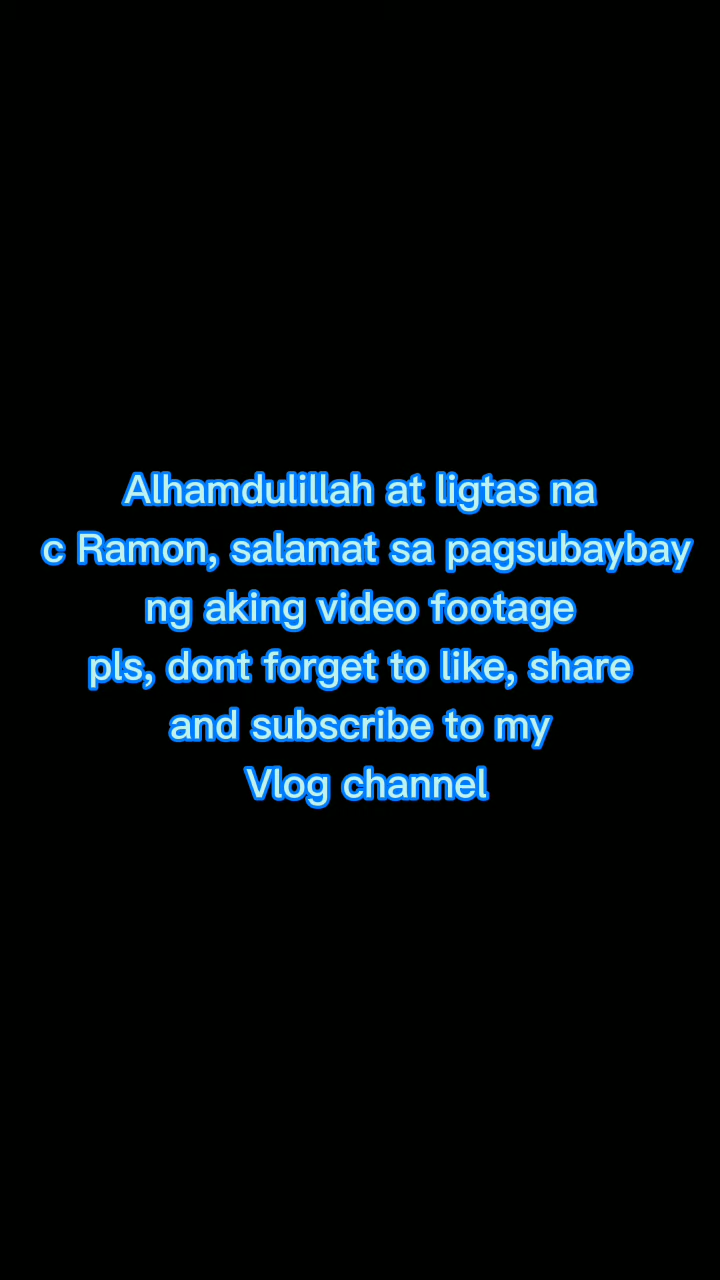 Alhamdulillah at ligtas na
c Ramon, salamat sa pagsubaybay
ng aking video footage
pls, dont forget to like, share
and subscribe to my
Vlog channel